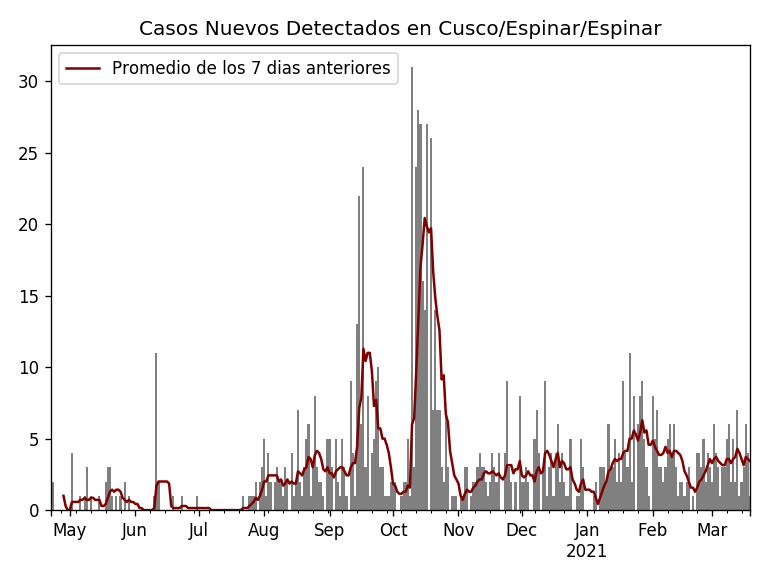 Casos Nuevos Detectados en Cusco/Espinar/Espinar
Promedio de los 7 dias anteriores
30
25
20
15
10
5
0
May Jun Jul Aug Sep Oct Nov Dec Jan Feb Mar
2021